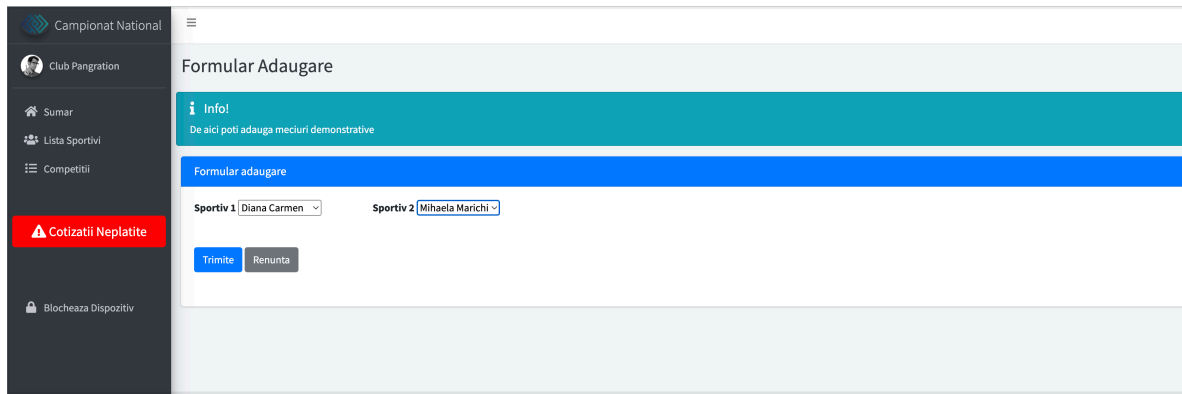 Campionat National
Club Pangration
Sumar
Lista Sportivi
Competitii
Cotizatii Neplatite
Blocheaza Dispozitiv
Formular Adaugare
Info!
De aici poti adauga meciuri demonstrative
Formular adaugare
Sportiv 1 Diana Carmen Sportiv 2 Mihaela Marichi
Trimite Renunta